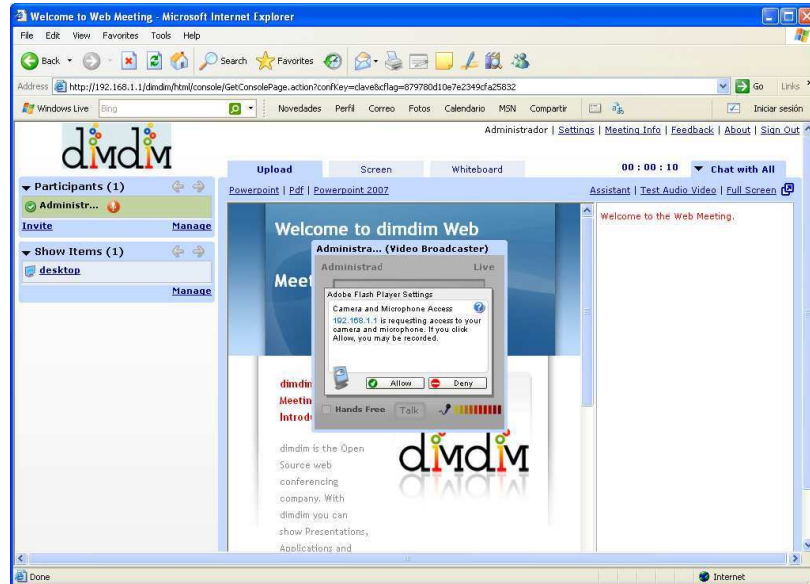 Welcome to Web Meeting - Microsoft Internet Explorer
File Edit View Favorites Tools Help
Back Search Favorites
Address http://192.168.1.1/dimdim/html/console/GetConsolePage.action?confKey=clave&cflag=879780d10e7e2349cfa25832 Go Links
Windows Live Bing Novedades Perfil Correo Fotos Calendario MSN Compartir Iniciar sesión
dimdim
Administrador | Settings | Meeting Info | Feedback | About | Sign Out
Upload Screen Whiteboard 00 : 00 : 10 Chat with All
Participants (1)
Powerpoint | Pdf | Powerpoint 2007 Assistant | Test Audio Video | Full Screen
Administr...
Invite Manage
Show Items (1)
desktop
Manage
Welcome to the Web Meeting.
Welcome to dimdim Web
Meet
Administra... (Video Broadcaster)
Administrad Live
Adobe Flash Player Settings
Camera and Microphone Access
192.168.1.1 is requesting access to your
camera and microphone. If you click
Allow, you may be recorded.
Allow Deny
Hands Free Talk
dimdim
Meetin
Introdu
dimdim is the Open
Source web
conferencing
company. With
dimdim you can
show Presentations,
Applications and
dimdim
Done Internet